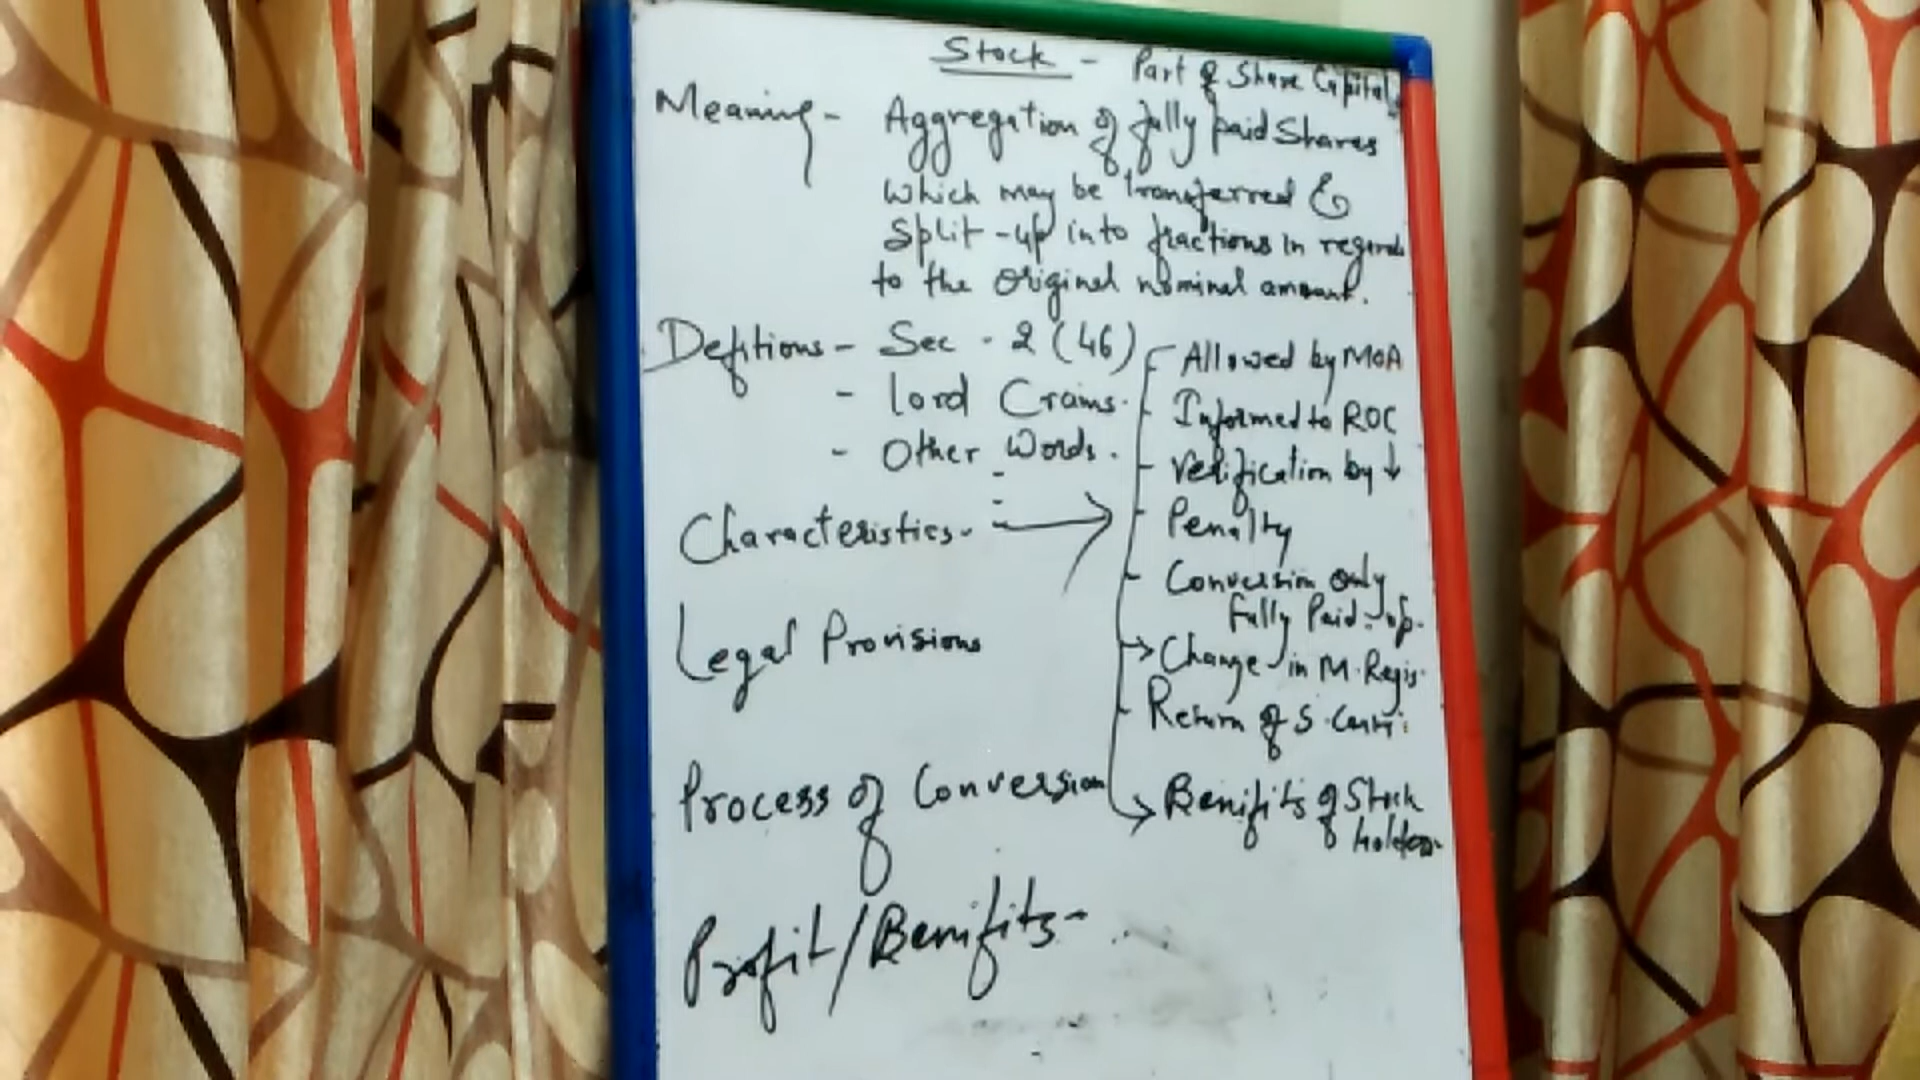 Stock - Part of Share Capital
Meaning - Aggregation of fully paid Shares
which may be transferred &
Split-up into fractions in regards
to the original nominal amount.
Defitions - Sec. 2 (46)
- Lord Crains.
- Other Words.
Characteristics.
Legal Provisions
Process of Conversion
Profit/Benifits-
Allowed by MOA
Informed to ROC
Verification by ↓
Penalty
Conversion only
fully Paid-up.
Change in M. Regis.
Return of S. Certi.
Benifits of Stock
holders.